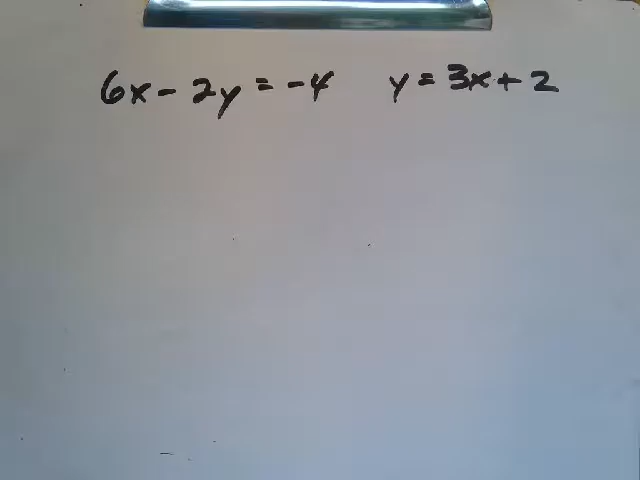 6x - 2y = -4 y = 3x + 2